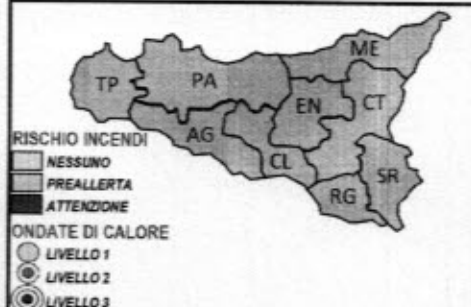 ME
TP
PA
EN
CT
AG
CL
SR
RG
RISCHIO INCENDI
NESSUNO
PREALLERTA
ATTENZIONE
ONDATE DI CALORE
LIVELLO 1
LIVELLO 2
LIVELLO 3